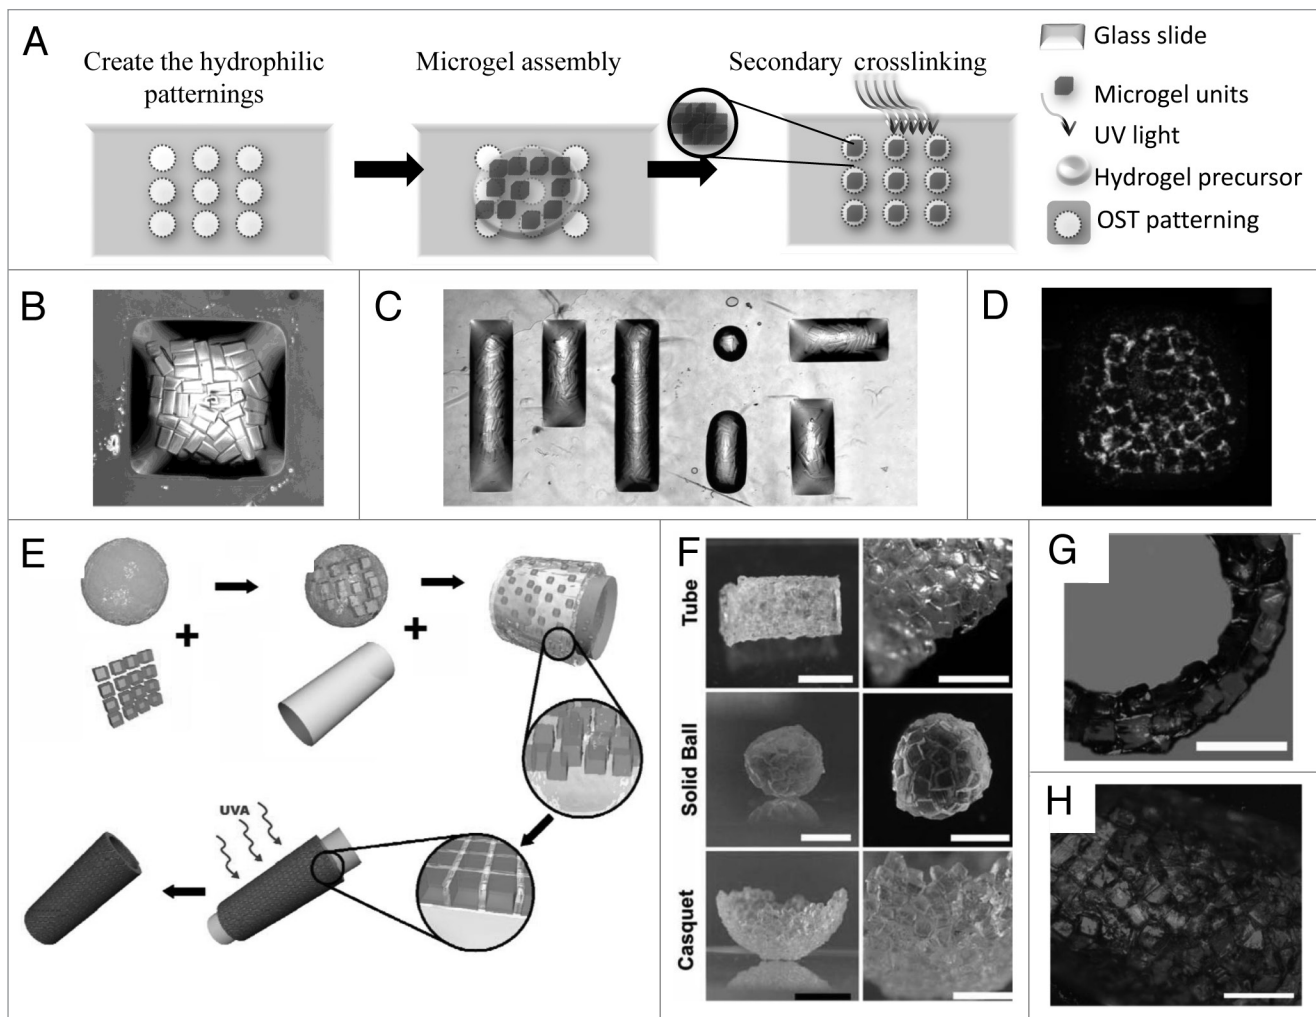 A
Create the hydrophilic
patternings
Microgel assembly
Secondary crosslinking
Glass slide
Microgel units
UV light
Hydrogel precursor
OST patterning
B
C
D
E
UVA
F
Tube
Solid Ball
Casquet
G
H